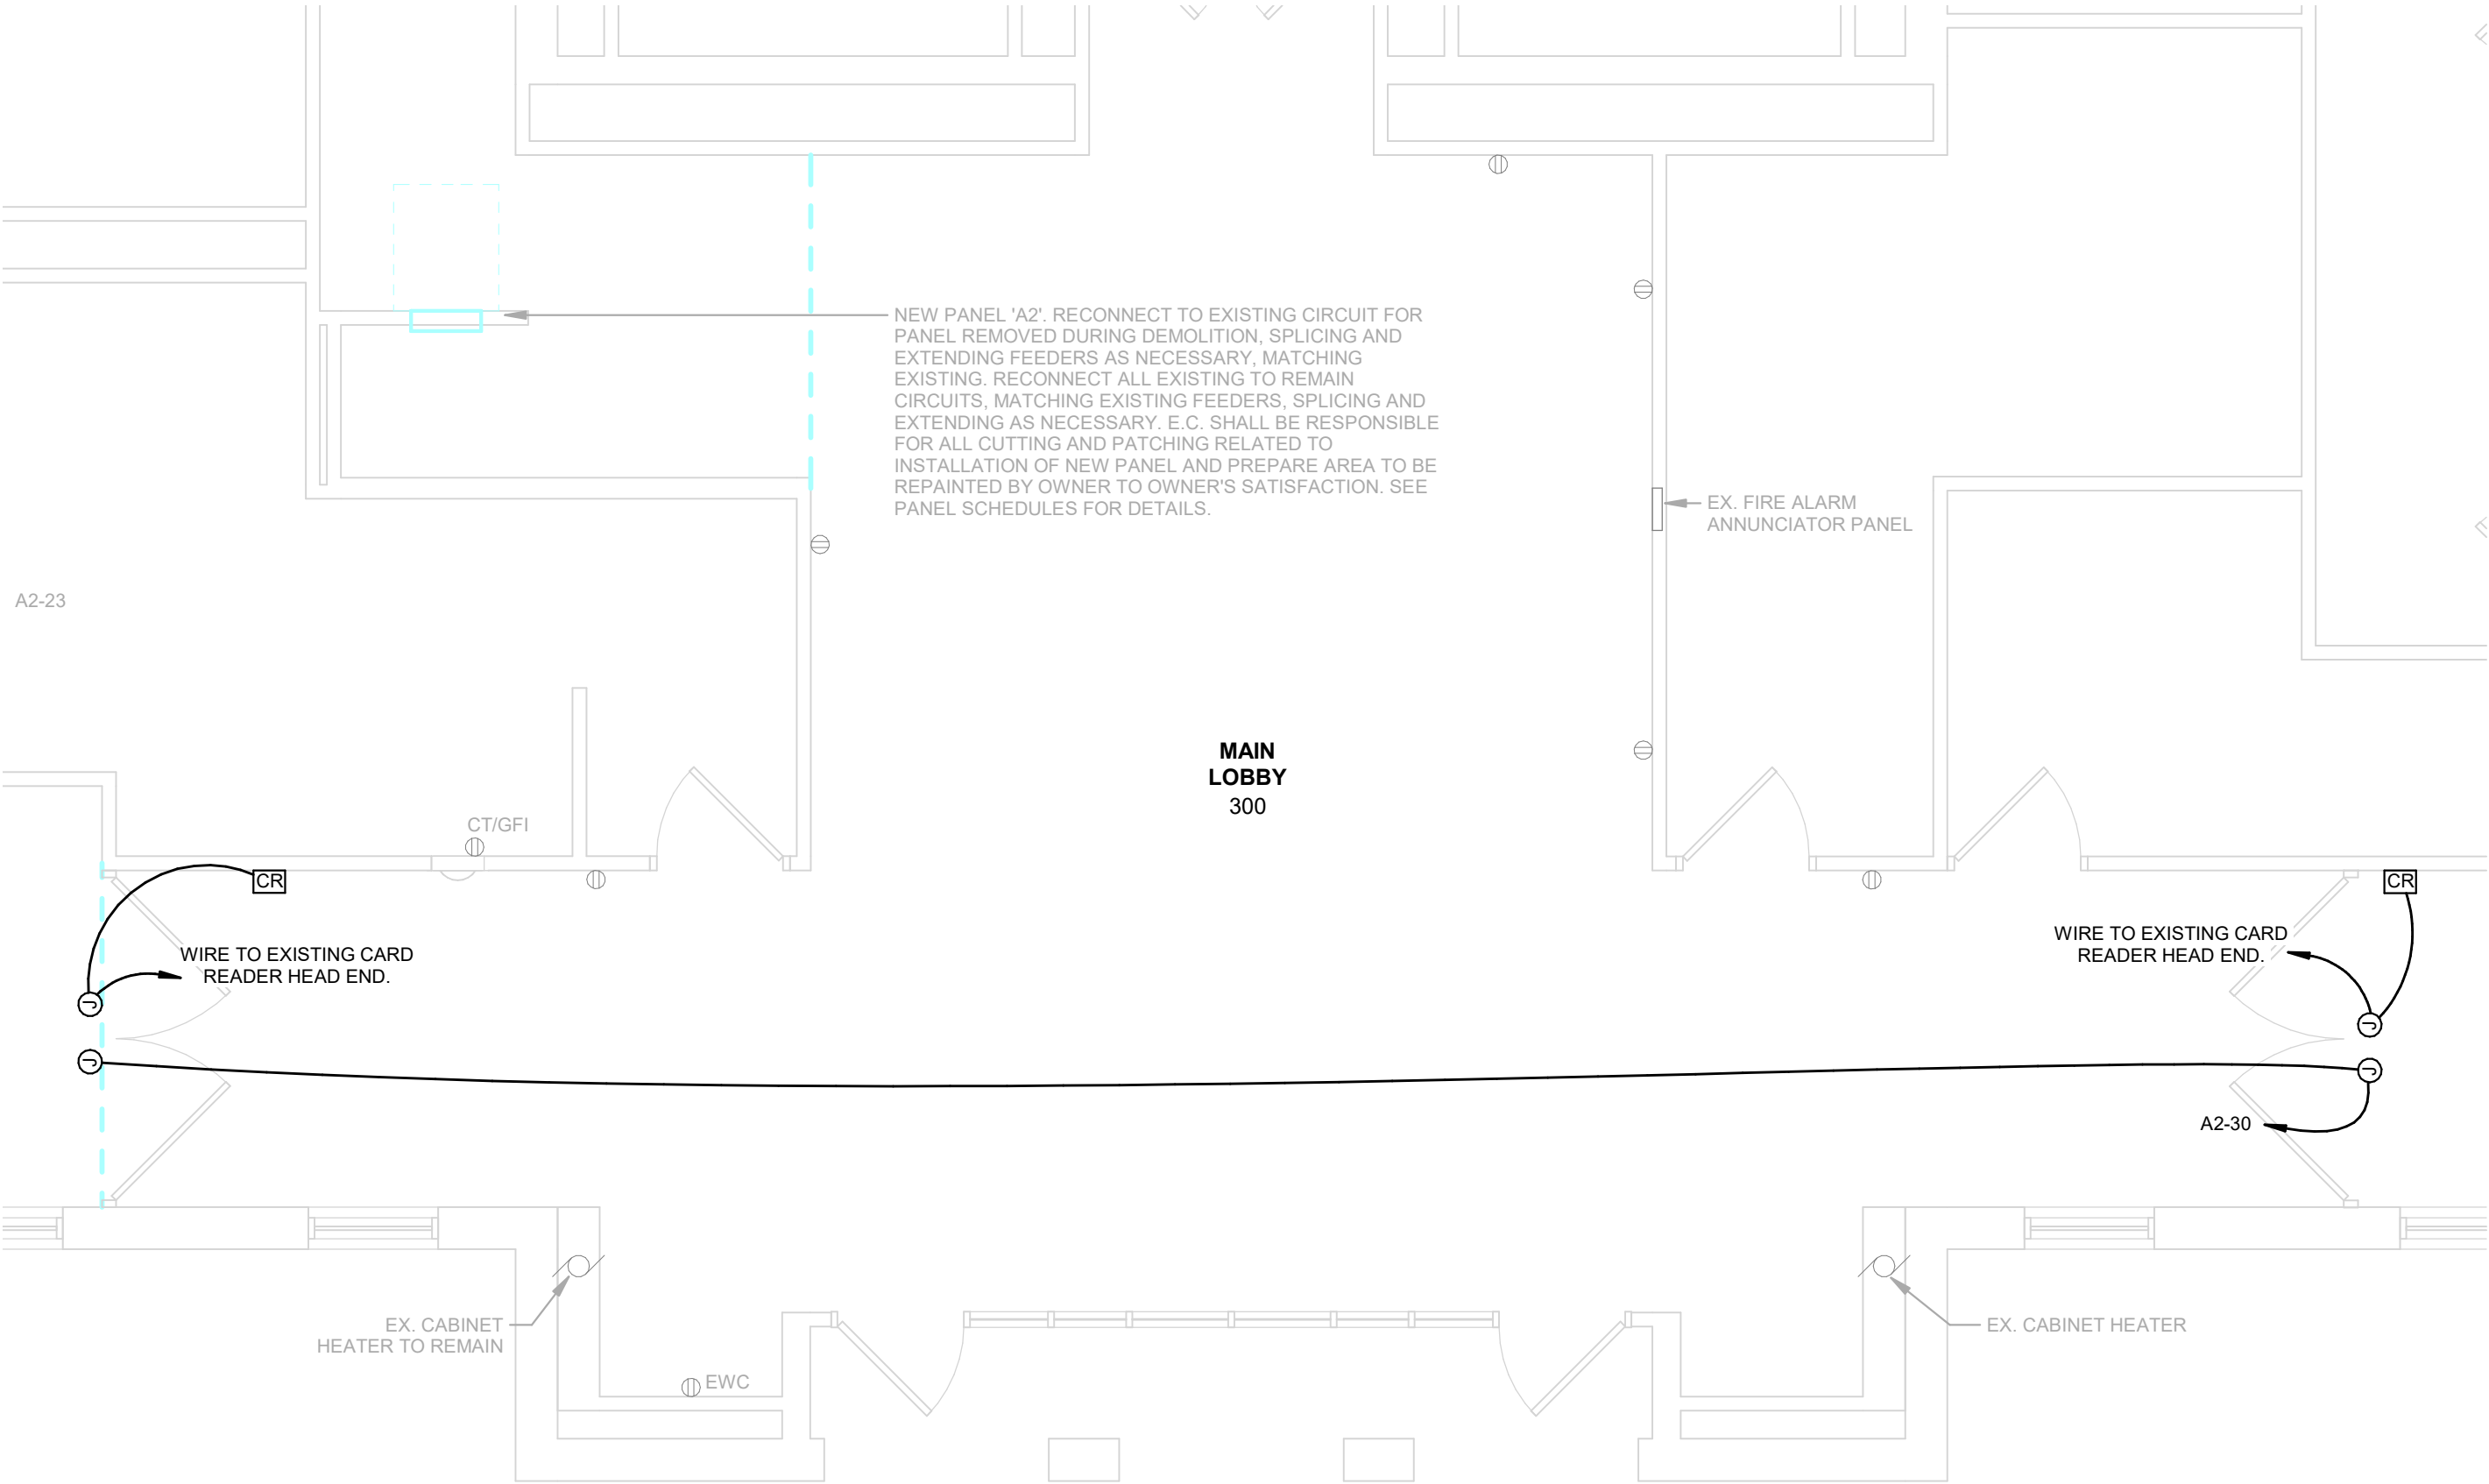 NEW PANEL 'A2'. RECONNECT TO EXISTING CIRCUIT FOR
PANEL REMOVED DURING DEMOLITION, SPLICING AND
EXTENDING FEEDERS AS NECESSARY, MATCHING
EXISTING. RECONNECT ALL EXISTING TO REMAIN
CIRCUITS, MATCHING EXISTING FEEDERS, SPLICING AND
EXTENDING AS NECESSARY. E.C. SHALL BE RESPONSIBLE
FOR ALL CUTTING AND PATCHING RELATED TO
INSTALLATION OF NEW PANEL AND PREPARE AREA TO BE
REPAINTED BY OWNER TO OWNER'S SATISFACTION. SEE
PANEL SCHEDULES FOR DETAILS.
EX. FIRE ALARM
ANNUNCIATOR PANEL
A2-23
MAIN
LOBBY
300
CT/GFI
CR
CR
WIRE TO EXISTING CARD
READER HEAD END.
WIRE TO EXISTING CARD
READER HEAD END.
J
J
J
J
A2-30
EX. CABINET
HEATER TO REMAIN
EX. CABINET HEATER
EWC